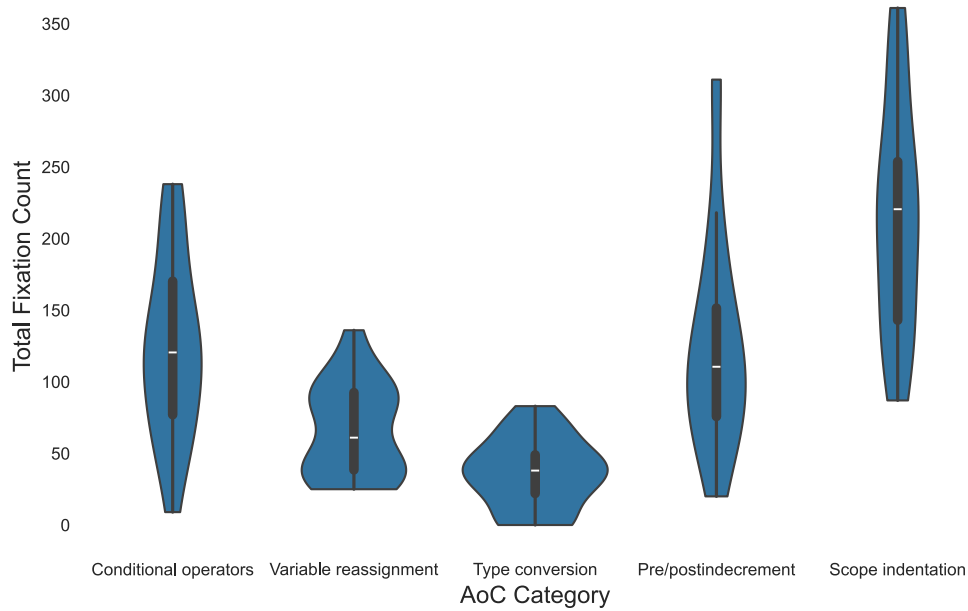 Total Fixation Count
350
300
250
200
150
100
50
0
Conditional operators Variable reassignment Type conversion Pre/postindecrement Scope indentation
AoC Category